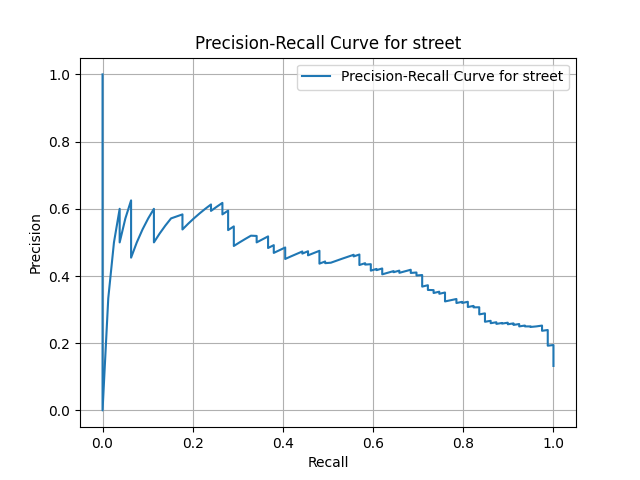 Precision-Recall Curve for street
Precision-Recall Curve for street
1.0
0.8
0.6
0.4
0.2
0.0
Precision
0.0 0.2 0.4 0.6 0.8 1.0
Recall